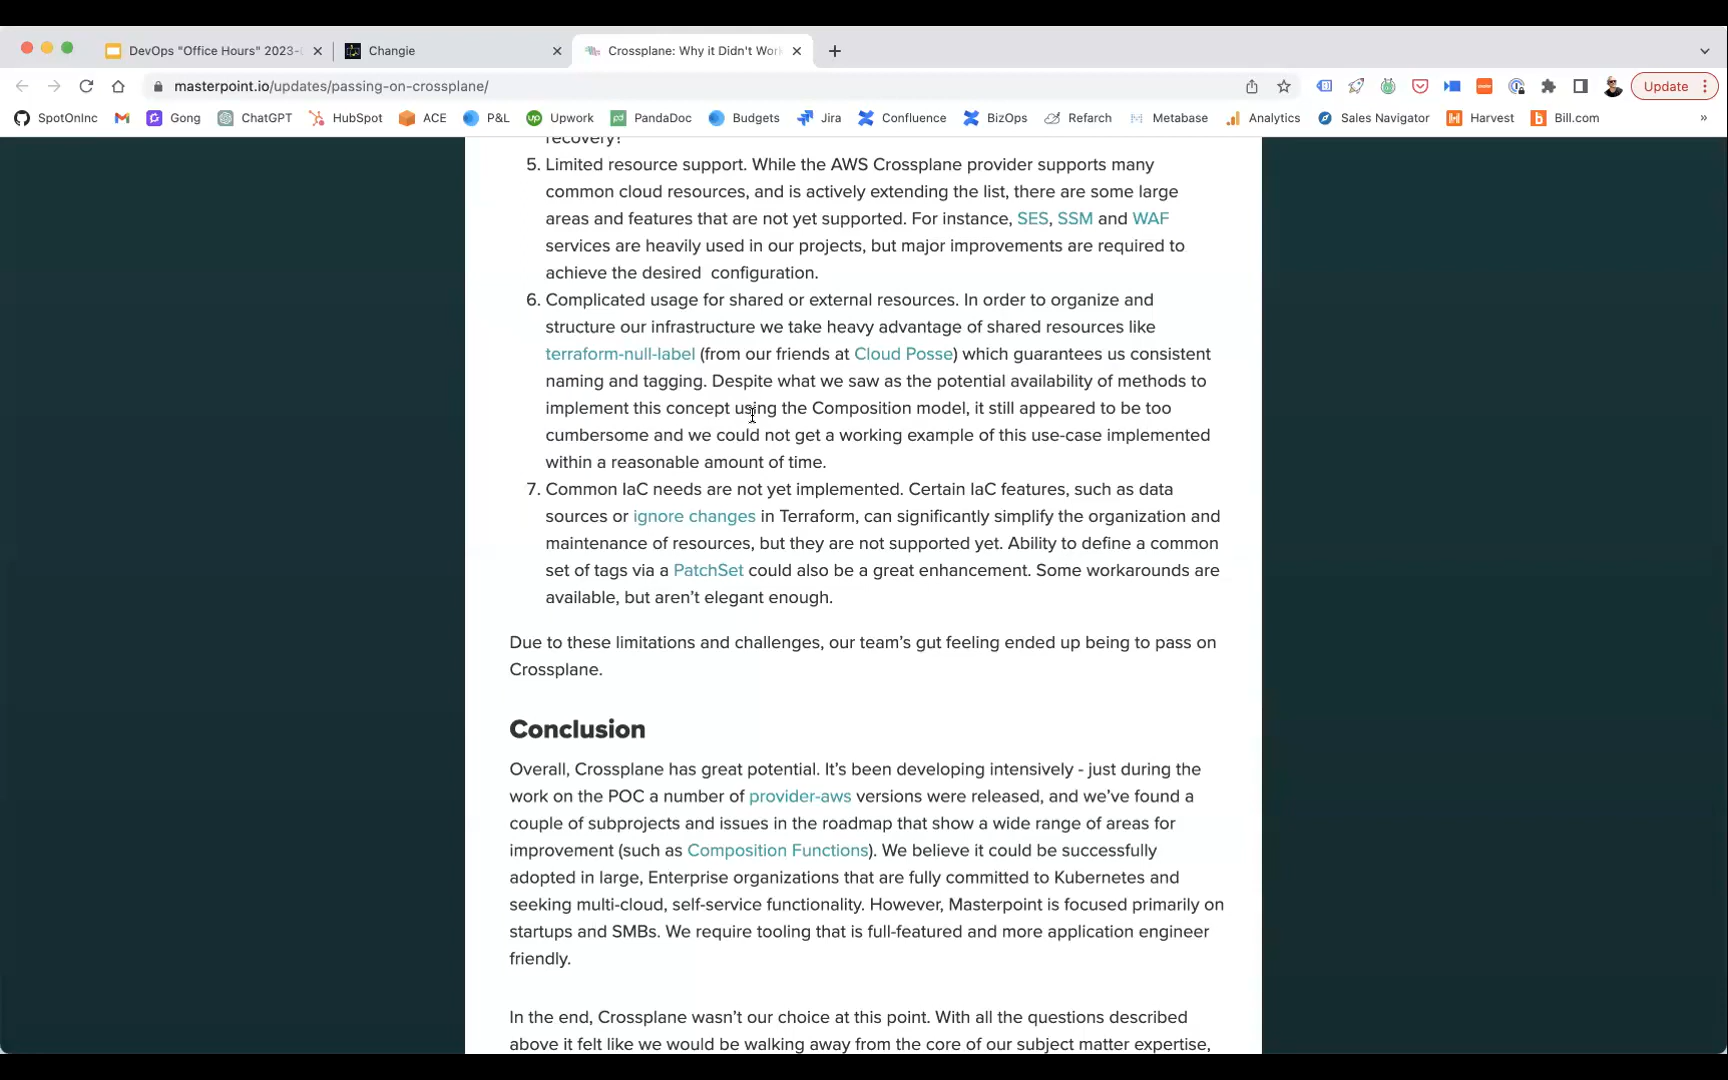 DevOps "Office Hours" 2023-
Changie
Crossplane: Why it Didn't Wor
masterpoint.io/updates/passing-on-crossplane/
Update
SpotOnInc
Gong
ChatGPT
HubSpot
ACE
P&L
Upwork
PandaDoc
Budgets
Jira
Confluence
BizOps
Refarch
Metabase
Analytics
Sales Navigator
Harvest
Bill.com
»
recovery?
5. Limited resource support. While the AWS Crossplane provider supports many
common cloud resources, and is actively extending the list, there are some large
areas and features that are not yet supported. For instance, SES, SSM and WAF
services are heavily used in our projects, but major improvements are required to
achieve the desired  configuration.
6. Complicated usage for shared or external resources. In order to organize and
structure our infrastructure we take heavy advantage of shared resources like
terraform-null-label (from our friends at Cloud Posse) which guarantees us consistent
naming and tagging. Despite what we saw as the potential availability of methods to
implement this concept using the Composition model, it still appeared to be too
cumbersome and we could not get a working example of this use-case implemented
within a reasonable amount of time.
7. Common IaC needs are not yet implemented. Certain IaC features, such as data
sources or ignore changes in Terraform, can significantly simplify the organization and
maintenance of resources, but they are not supported yet. Ability to define a common
set of tags via a PatchSet could also be a great enhancement. Some workarounds are
available, but aren’t elegant enough.
Due to these limitations and challenges, our team’s gut feeling ended up being to pass on
Crossplane.
Conclusion
Overall, Crossplane has great potential. It’s been developing intensively - just during the
work on the POC a number of provider-aws versions were released, and we’ve found a
couple of subprojects and issues in the roadmap that show a wide range of areas for
improvement (such as Composition Functions). We believe it could be successfully
adopted in large, Enterprise organizations that are fully committed to Kubernetes and
seeking multi-cloud, self-service functionality. However, Masterpoint is focused primarily on
startups and SMBs. We require tooling that is full-featured and more application engineer
friendly.
In the end, Crossplane wasn’t our choice at this point. With all the questions described
above it felt like we would be walking away from the core of our subject matter expertise,